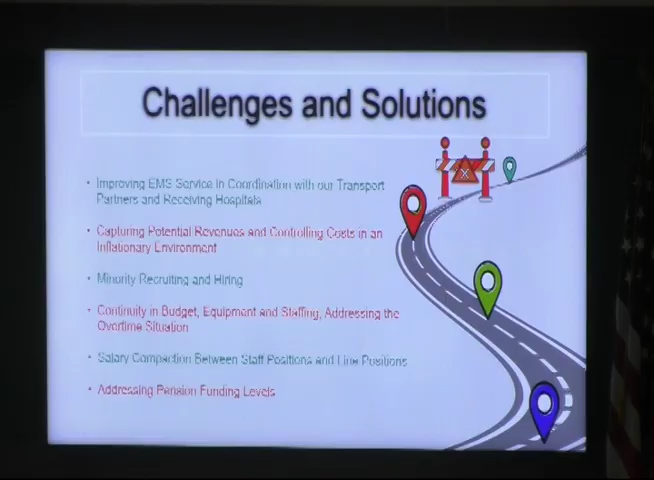 Challenges and Solutions
• Improving EMS Service in Coordination with our Transport
Partners and Receiving Hospitals
• Capturing Potential Revenues and Controlling Costs in an
Inflationary Environment
• Minority Recruiting and Hiring
• Continuity in Budget, Equipment and Staffing, Addressing the
Overtime Situation
• Salary Compaction Between Staff Positions and Line Positions
• Addressing Pension Funding Levels